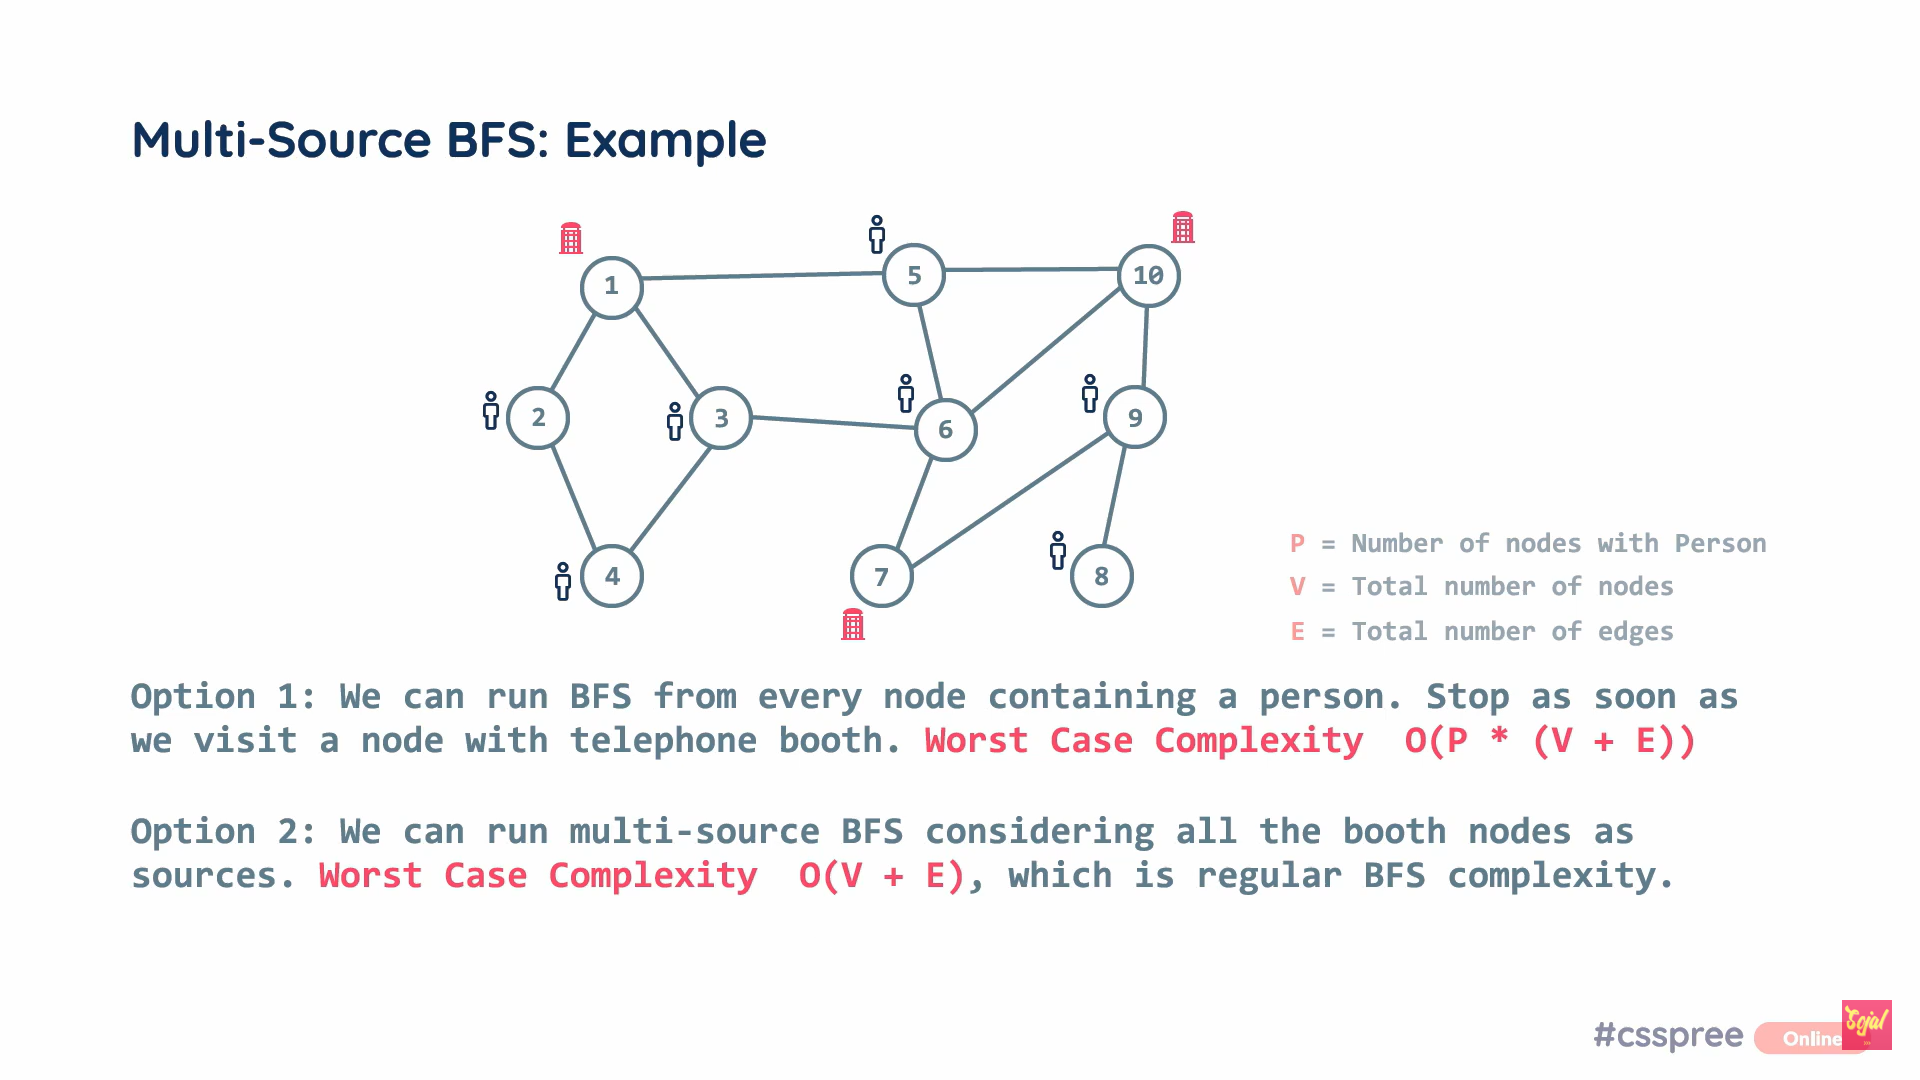 Multi-Source BFS: Example
1
5
10
2
3
6
9
4
7
8
P = Number of nodes with Person
V = Total number of nodes
E = Total number of edges
Option 1: We can run BFS from every node containing a person. Stop as soon as
we visit a node with telephone booth. Worst Case Complexity O(P * (V + E))
Option 2: We can run multi-source BFS considering all the booth nodes as
sources. Worst Case Complexity O(V + E), which is regular BFS complexity.
#csspree
Online
Sojal